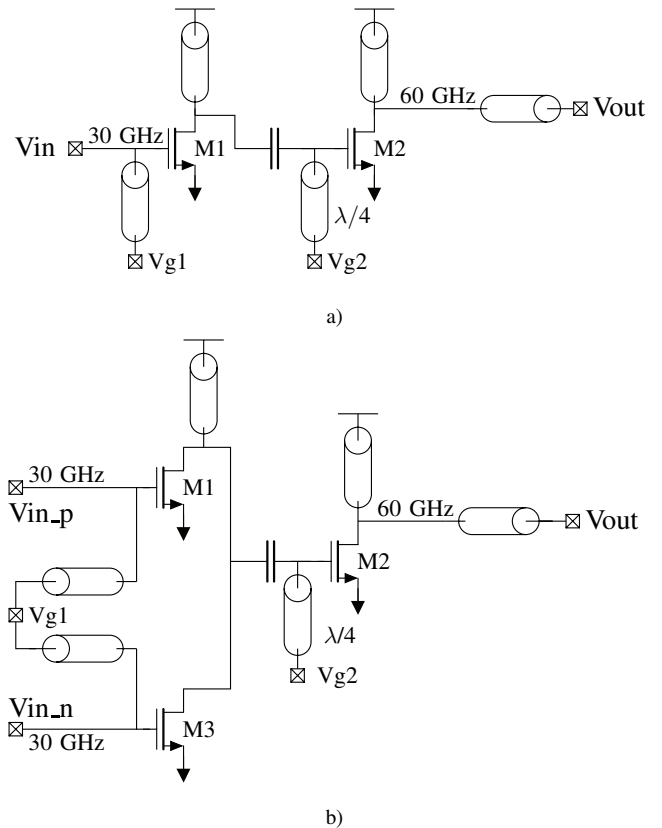 60 GHz
Vout
Vin
30 GHz
M1
M2
λ/4
Vg1
Vg2
a)
30 GHz
M1
Vin_p
60 GHz
Vout
M2
Vg1
λ/4
Vg2
Vin_n
30 GHz
M3
b)